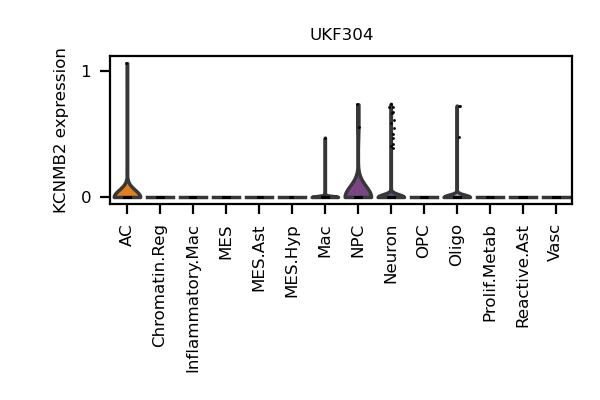 UKF304
KCNMB2 expression
1
0
AC
Chromatin.Reg
Inflammatory.Mac
MES
MES.Ast
MES.Hyp
Mac
NPC
Neuron
OPC
Oligo
Prolif.Metab
Reactive.Ast
Vasc